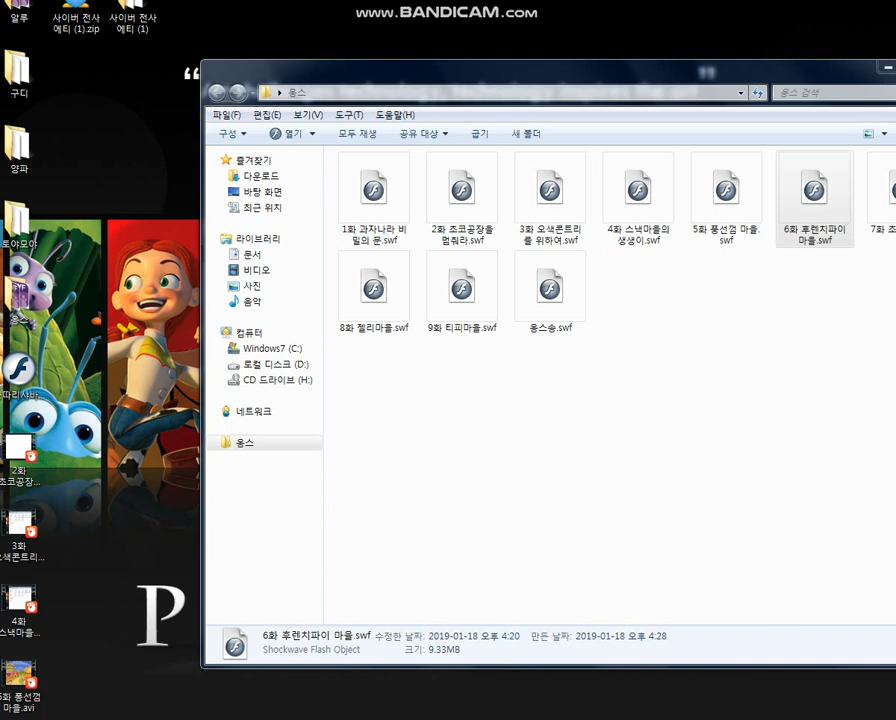 www.BANDICAM.com
알루
사이버 전사
에티 (1).zip
사이버 전사
에티 (1)
구디
양파
토야모야
옹스
2화
초코공장...
3화
오색콘트리...
4화
스낵마을...
5화 풍선껌
마을.avi
“
”
P
옹스
옹스 검색
파일(F) 편집(E) 보기(V) 도구(T) 도움말(H)
구성 열기 모두 재생 공유 대상 굽기 새 폴더
즐겨찾기
다운로드
바탕 화면
최근 위치
라이브러리
문서
비디오
사진
음악
컴퓨터
Windows7 (C:)
로컬 디스크 (D:)
CD 드라이브 (H:)
네트워크
옹스
1화 과자나라 비
밀의 문.swf
2화 초코공장을
멈춰라.swf
3화 오색콘트리
를 위하여.swf
4화 스낵마을의
생생이.swf
5화 풍선껌 마을.
swf
6화 후렌치파이
마을.swf
7화 초
8화 젤리마을.swf
9화 티피마을.swf
옹스송.swf
6화 후렌치파이 마을.swf 수정한 날짜: 2019-01-18 오후 4:20 만든 날짜: 2019-01-18 오후 4:28
Shockwave Flash Object 크기: 9.33MB